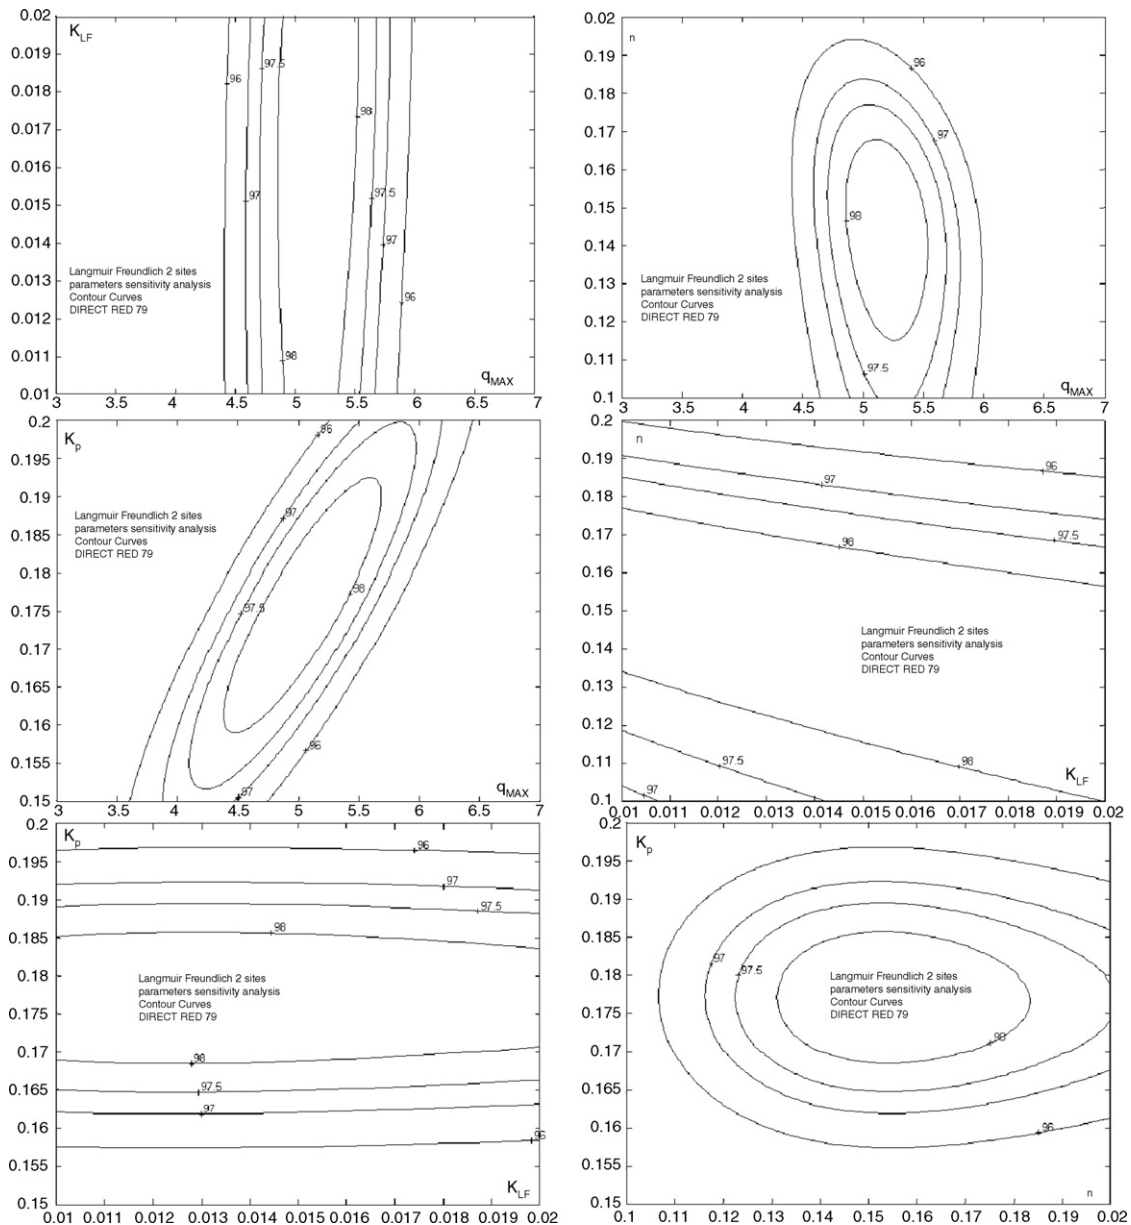 0.02
K_LF
0.019
0.018
0.017
0.016
0.015
0.014
0.013
0.012
0.011
0.01
96
97.5
97
98
98
97.5
97
96
Langmuir Freundlich 2 sites
parameters sensitivity analysis
Contour Curves
DIRECT RED 79
q_MAX
3 3.5 4 4.5 5 5.5 6 6.5 7
0.02
n
0.19
0.18
0.17
0.16
0.15
0.14
0.13
0.12
0.11
0.1
96
97
98
97.5
Langmuir Freundlich 2 sites
parameters sensitivity analysis
Contour Curves
DIRECT RED 79
q_MAX
3 3.5 4 4.5 5 5.5 6 6.5 7
0.2
K_p
0.195
0.19
0.185
0.18
0.175
0.17
0.165
0.16
0.155
0.15
96
97
97.5
98
96
97
Langmuir Freundlich 2 sites
parameters sensitivity analysis
Contour Curves
DIRECT RED 79
q_MAX
3 3.5 4 4.5 5 5.5 6 6.5 7
0.2
n
0.19
0.18
0.17
0.16
0.15
0.14
0.13
0.12
0.11
0.1
96
97
97.5
98
Langmuir Freundlich 2 sites
parameters sensitivity analysis
Contour Curves
DIRECT RED 79
98
97.5
97
K_LF
0.01 0.011 0.012 0.013 0.014 0.015 0.016 0.017 0.018 0.019 0.02
0.2
K_p
0.195
0.19
0.185
0.18
0.175
0.17
0.165
0.16
0.155
0.15
96
97
97.5
98
Langmuir Freundlich 2 sites
parameters sensitivity analysis
Contour Curves
DIRECT RED 79
98
97.5
97
96
K_LF
0.01 0.011 0.012 0.013 0.014 0.015 0.016 0.017 0.018 0.019 0.02
0.2
K_p
0.195
0.19
0.185
0.18
0.175
0.17
0.165
0.16
0.155
0.15
97
97.5
Langmuir Freundlich 2 sites
parameters sensitivity analysis
Contour Curves
DIRECT RED 79
98
96
n
0.1 0.11 0.12 0.13 0.14 0.15 0.16 0.17 0.18 0.19 0.2